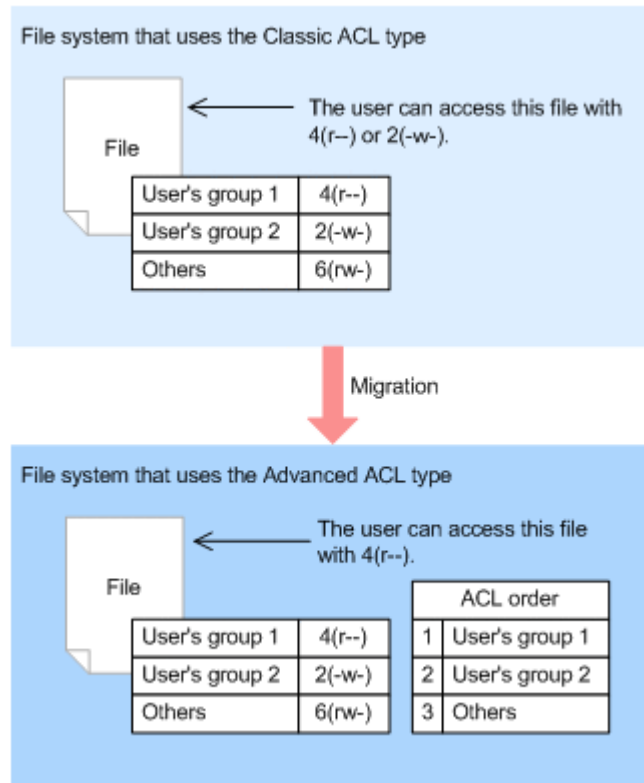 File system that uses the Classic ACL type
The user can access this file with
4(r--) or 2(-w-).
File
User's group 1 4(r--)
User's group 2 2(-w-)
Others 6(rw-)
Migration
File system that uses the Advanced ACL type
The user can access this file
with 4(r--).
File
User's group 1 4(r--)
User's group 2 2(-w-)
Others 6(rw-)
ACL order
1 User's group 1
2 User's group 2
3 Others